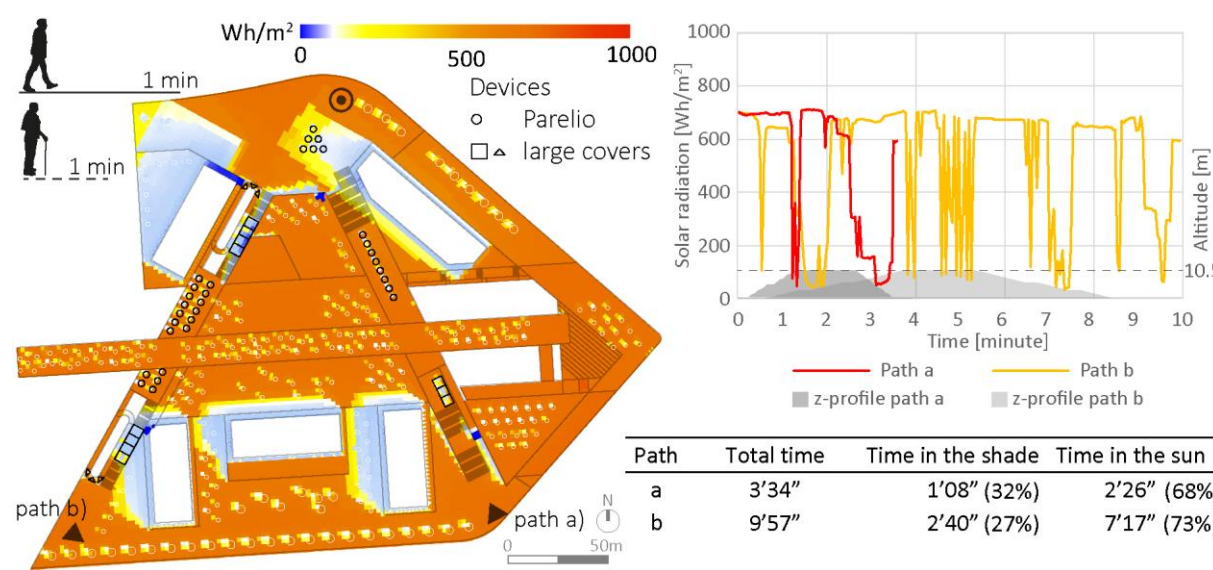 Wh/m²
0
500
1000
1 min
1 min
Devices
Parelio
large covers
path b)
path a)
N
0
50m
1000
800
600
400
200
0
Solar radiation [Wh/m²]
Altitude [m]
10.5
0 1 2 3 4 5 6 7 8 9 10
Time [minute]
Path a
Path b
z-profile path a
z-profile path b
Path Total time Time in the shade Time in the sun
a 3’34” 1’08” (32%) 2’26” (68%
b 9’57” 2’40” (27%) 7’17” (73%